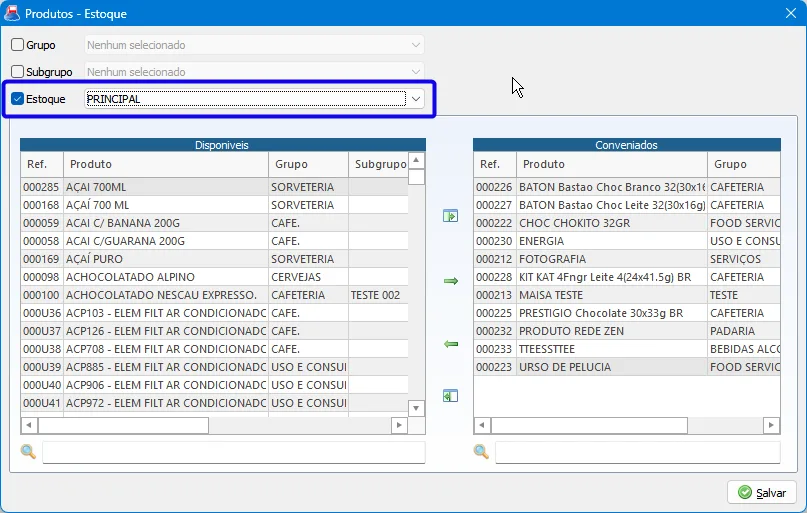 Produtos - Estoque
Grupo Nenhum selecionado
Subgrupo Nenhum selecionado
Estoque PRINCIPAL
Disponiveis
Ref. Produto Grupo Subgrupo
000285 AÇAI 700ML SORVETERIA
000168 AÇAÍ 700 ML SORVETERIA
000059 AÇAI C/ BANANA 200G CAFE.
000058 AÇAI C/GUARANA 200G CAFE.
000169 AÇAÍ PURO SORVETERIA
000098 ACHOCOLATADO ALPINO CERVEJAS
000100 ACHOCOLATADO NESCAU EXPRESSO. CAFETERIA TESTE 002
000U36 ACP103 - ELEM FILT AR CONDICIONADO CAFE.
000U37 ACP126 - ELEM FILT AR CONDICIONADO CAFE.
000U38 ACP708 - ELEM FILT AR CONDICIONADO CAFE.
000U39 ACP885 - ELEM FILT AR CONDICIONADO USO E CONSUI
000U40 ACP906 - ELEM FILT AR CONDICIONADO USO E CONSUI
000U41 ACP972 - ELEM FILT AR CONDICIONADO USO E CONSUI
Conveniados
Ref. Produto Grupo
000226 BATON Bastao Choc Branco 32(30x16 CAFETERIA
000227 BATON Bastao Choc Leite 32(30x16g) CAFETERIA
000222 CHOC CHOKITO 32GR FOOD SERVIC
000230 ENERGIA USO E CONSU
000212 FOTOGRAFIA SERVIÇOS
000228 KIT KAT 4Fngr Leite 4(24x41.5g) BR CAFETERIA
000213 MAISA TESTE TESTE
000225 PRESTIGIO Chocolate 30x33g BR CAFETERIA
000232 PRODUTO REDE ZEN PADARIA
000233 TTEESSTTEE BEBIDAS ALCO
000223 URSO DE PELUCIA FOOD SERVIC
Salvar